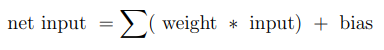 net input = ∑( weight * input) + bias